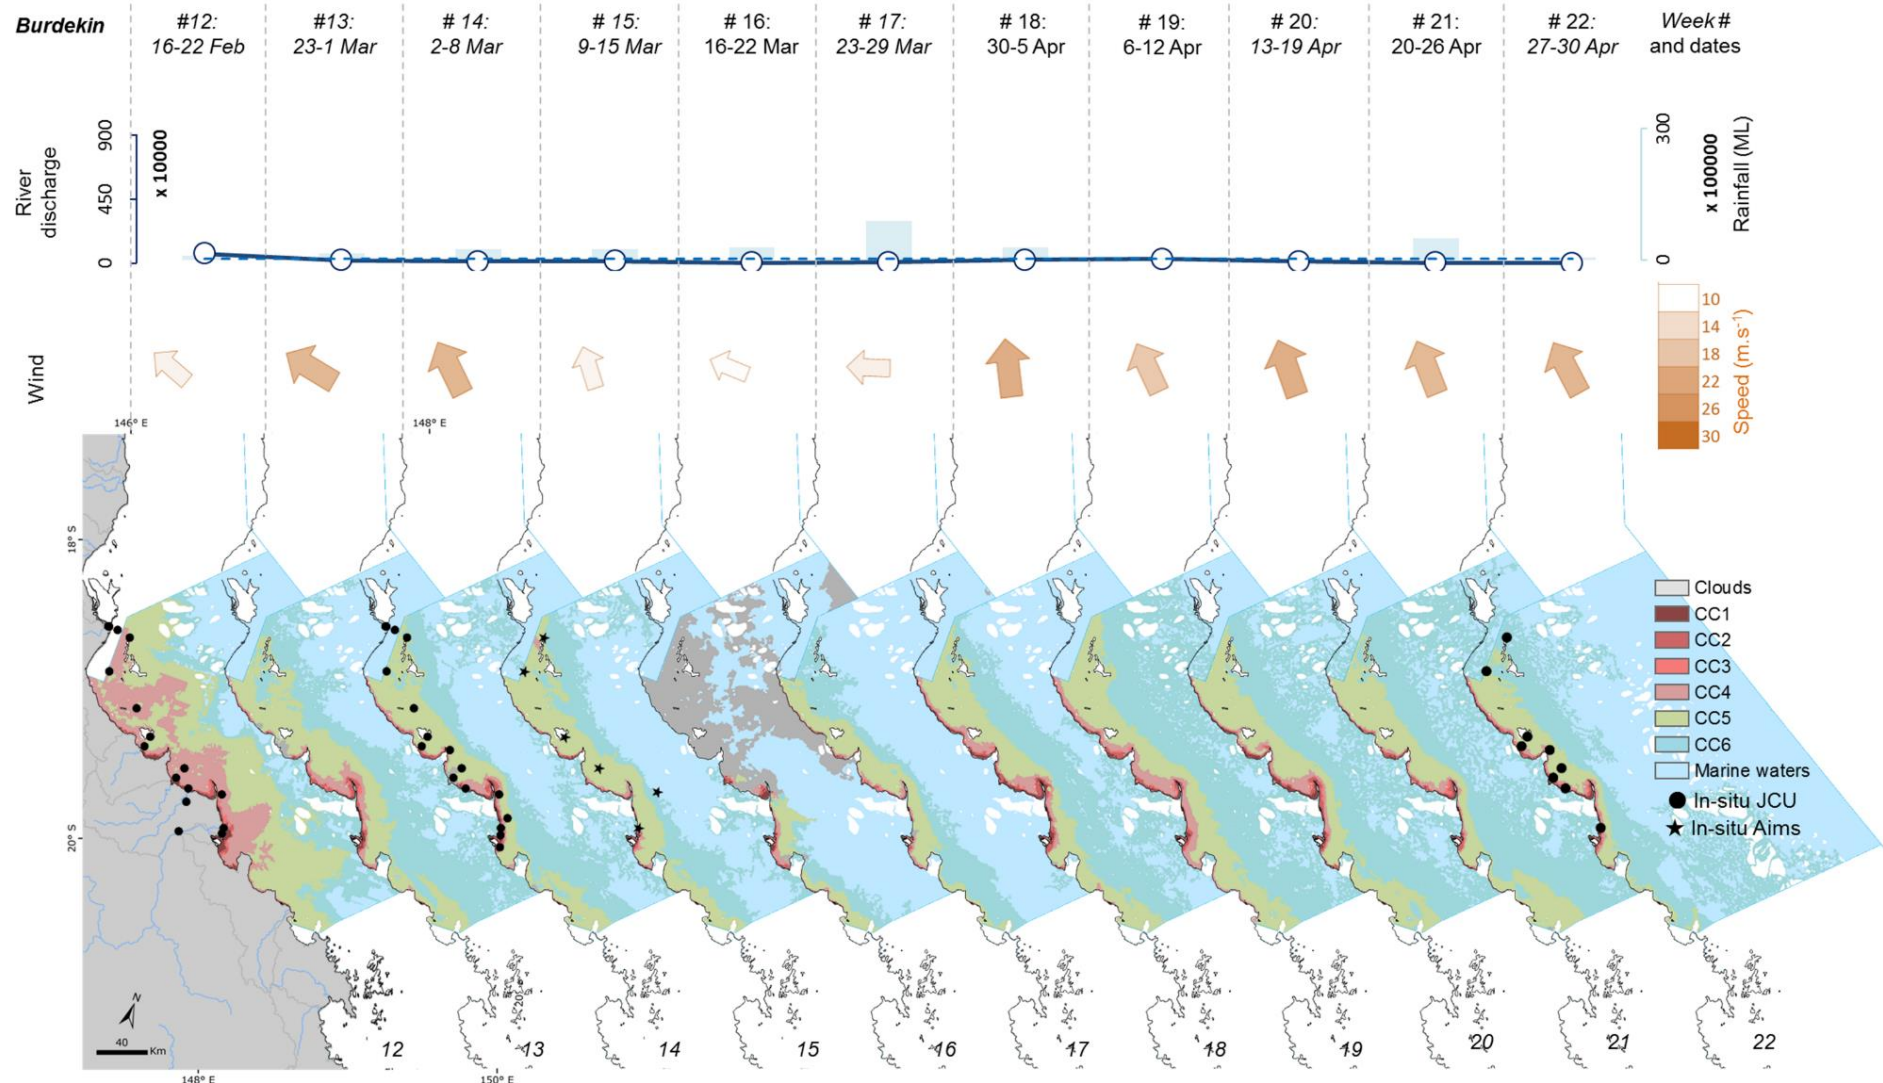 Burdekin
#12:
16-22 Feb
#13:
23-1 Mar
# 14:
2-8 Mar
# 15:
9-15 Mar
# 16:
16-22 Mar
# 17:
23-29 Mar
# 18:
30-5 Apr
# 19:
6-12 Apr
# 20:
13-19 Apr
# 21:
20-26 Apr
# 22:
27-30 Apr
Week #
and dates
River
discharge
900
450
0
x 10000
300
0
x 100000
Rainfall (ML)
Wind
10
14
18
22
26
30
Speed (m.s-1)
146° E
148° E
18° S
20° S
Clouds
CC1
CC2
CC3
CC4
CC5
CC6
Marine waters
In-situ JCU
In-situ Aims
N
40
Km
12
13
14
15
16
17
18
19
20
21
22
148° E
150° E